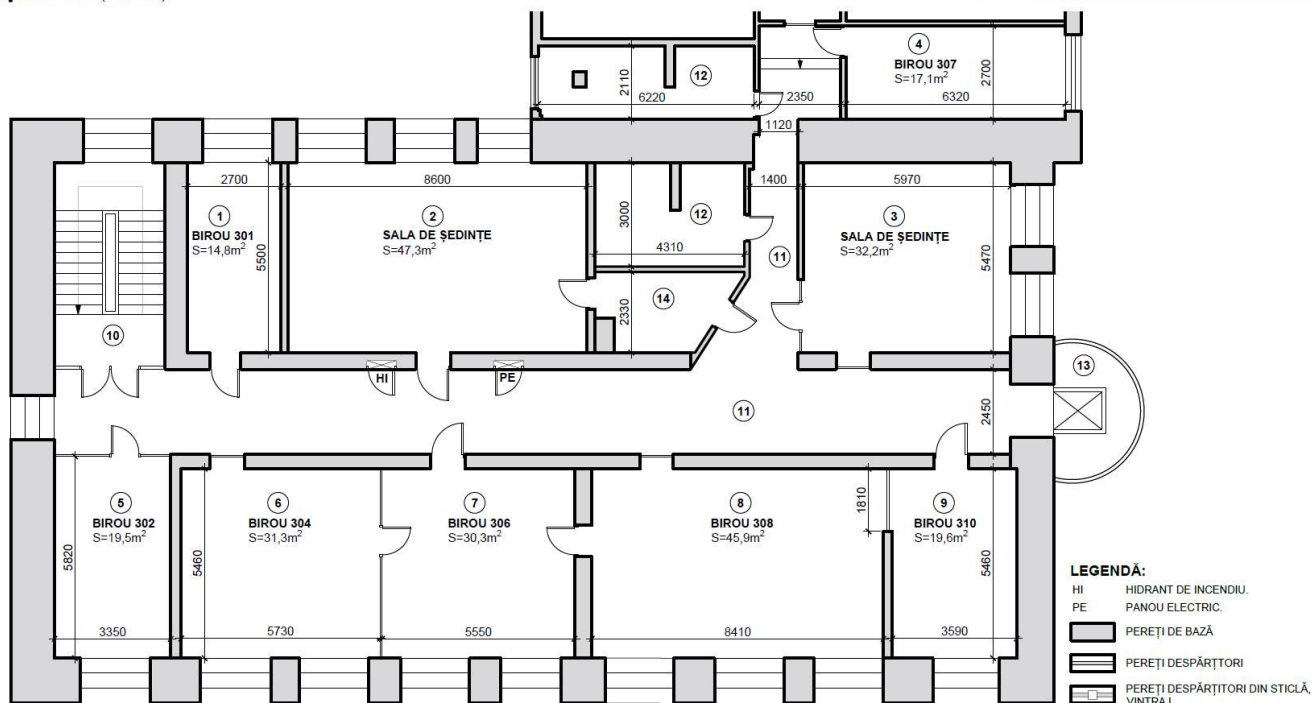 4
BIROU 307
S=17,1m²
2700
6320
12
2110
6220
2350
1120
2700
8600
1400
5970
1
BIROU 301
S=14,8m²
5500
2
SALA DE ȘEDINȚE
S=47,3m²
3000
12
4310
3
SALA DE ȘEDINȚE
S=32,2m²
5470
11
14
2330
10
HI
PE
13
11
2450
5
BIROU 302
S=19,5m²
5820
3350
6
BIROU 304
S=31,3m²
5460
5730
7
BIROU 306
S=30,3m²
5550
8
BIROU 308
S=45,9m²
8410
1810
9
BIROU 310
S=19,6m²
5460
3590
LEGENDĂ:
HI HIDRANT DE INCENDIU.
PE PANOU ELECTRIC.
PEREȚI DE BAZĂ
PEREȚI DESPĂRȚTORI
PEREȚI DESPĂRȚITORI DIN STICLĂ,